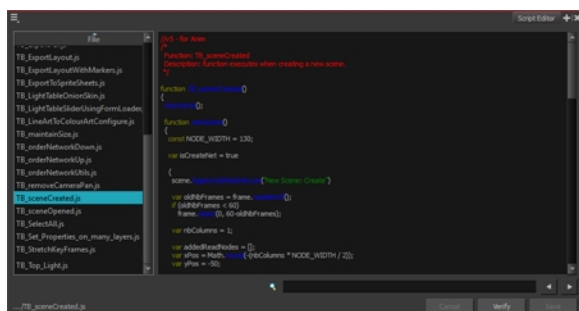 Script Editor
File
TB_ExportLayout.js
TB_ExportLayoutWithMarkers.js
TB_ExportToSpriteSheets.js
TB_LightTableOnionSkin.js
TB_LightTableSliderUsingFormLoader.
TB_LineArtToColourArtConfigure.js
TB_maintainSize.js
TB_orderNetworkDown.js
TB_orderNetworkUp.js
TB_orderNetworkUtils.js
TB_removeCameraPan.js
TB_sceneCreated.js
TB_sceneOpened.js
TB_SelectAll.js
TB_Set_Properties_on_many_layers.js
TB_StretchKeyFrames.js
TB_Top_Light.js
//v5 - for Arien
/*
Function: TB_sceneCreated
Description: function executes when creating a new scene.
*/
function TB_sceneCreated()
{
();
function ()
{
const NODE_WIDTH = 130;
var isCreateNet = true
{
scene. ("New Scene: Create")
var oldNbFrames = frame. ();
if (oldNbFrames < 60)
frame. (0, 60-oldNbFrames);
var nbColumns = 1;
var addedReadNodes = [];
var xPos = Math. (-(nbColumns * NODE_WIDTH / 2));
var yPos = -50;
.../TB_sceneCreated.js
Cancel
Verify
Save